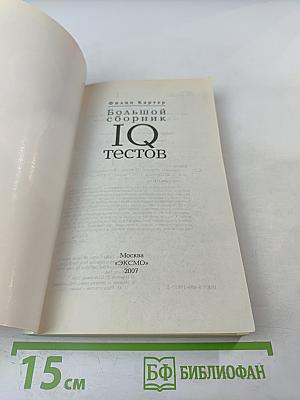 Филип Картер
Большой
сборник
IQ
тестов
Москва
«ЭКСМО»
2007
15 см
БФ БИБЛИОФАН